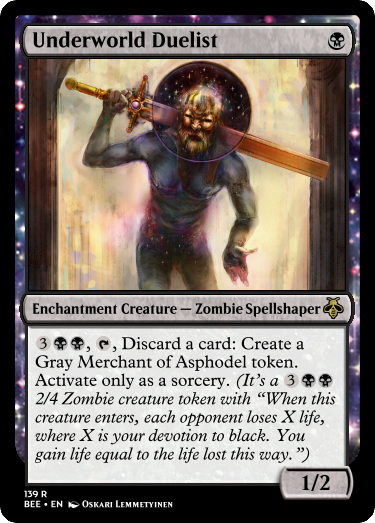 Underworld Duelist
Enchantment Creature — Zombie Spellshaper
3, Discard a card: Create a
Gray Merchant of Asphodel token.
Activate only as a sorcery. (It's a 3
2/4 Zombie creature token with "When this
creature enters, each opponent loses X life,
where X is your devotion to black. You
gain life equal to the life lost this way.")
1/2
139 R
BEE • EN Oskari Lemmetyinen